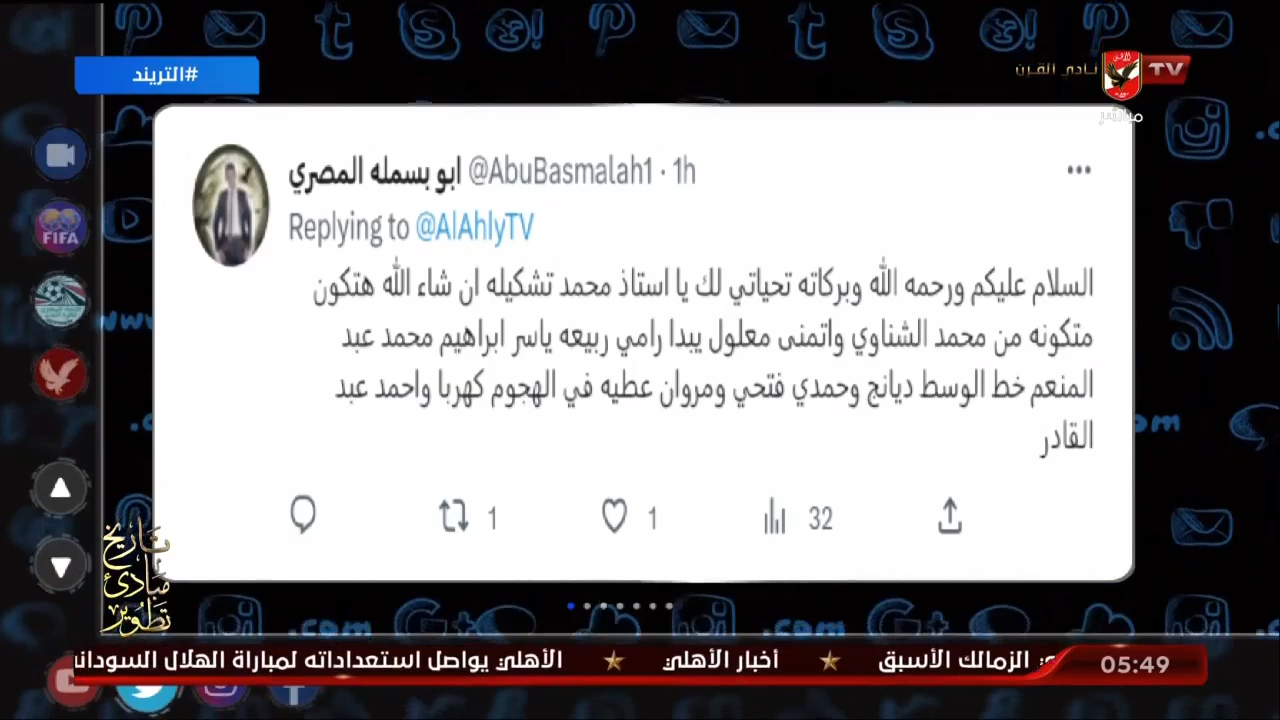 #التريند
نادي القرن
TV
مباشر
ابو بسمله المصري @AbuBasmalah1 · 1h
Replying to @AlAhlyTV
السلام عليكم ورحمه الله وبركاته تحياتي لك يا استاذ محمد تشكيله ان شاء الله هتكون
متكونه من محمد الشناوي واتمنى معلول يبدا رامي ربيعه ياسر ابراهيم محمد عبد
المنعم خط الوسط ديانج وحمدي فتحي ومروان عطيه في الهجوم كهربا واحمد عبد
القادر
1 1 32
FIFA
تاريخ
مبادئ
تطوير
الزمالك الأسبق ★ أخبار الأهلي ★ الأهلي يواصل استعداداته لمباراة الهلال
05:49